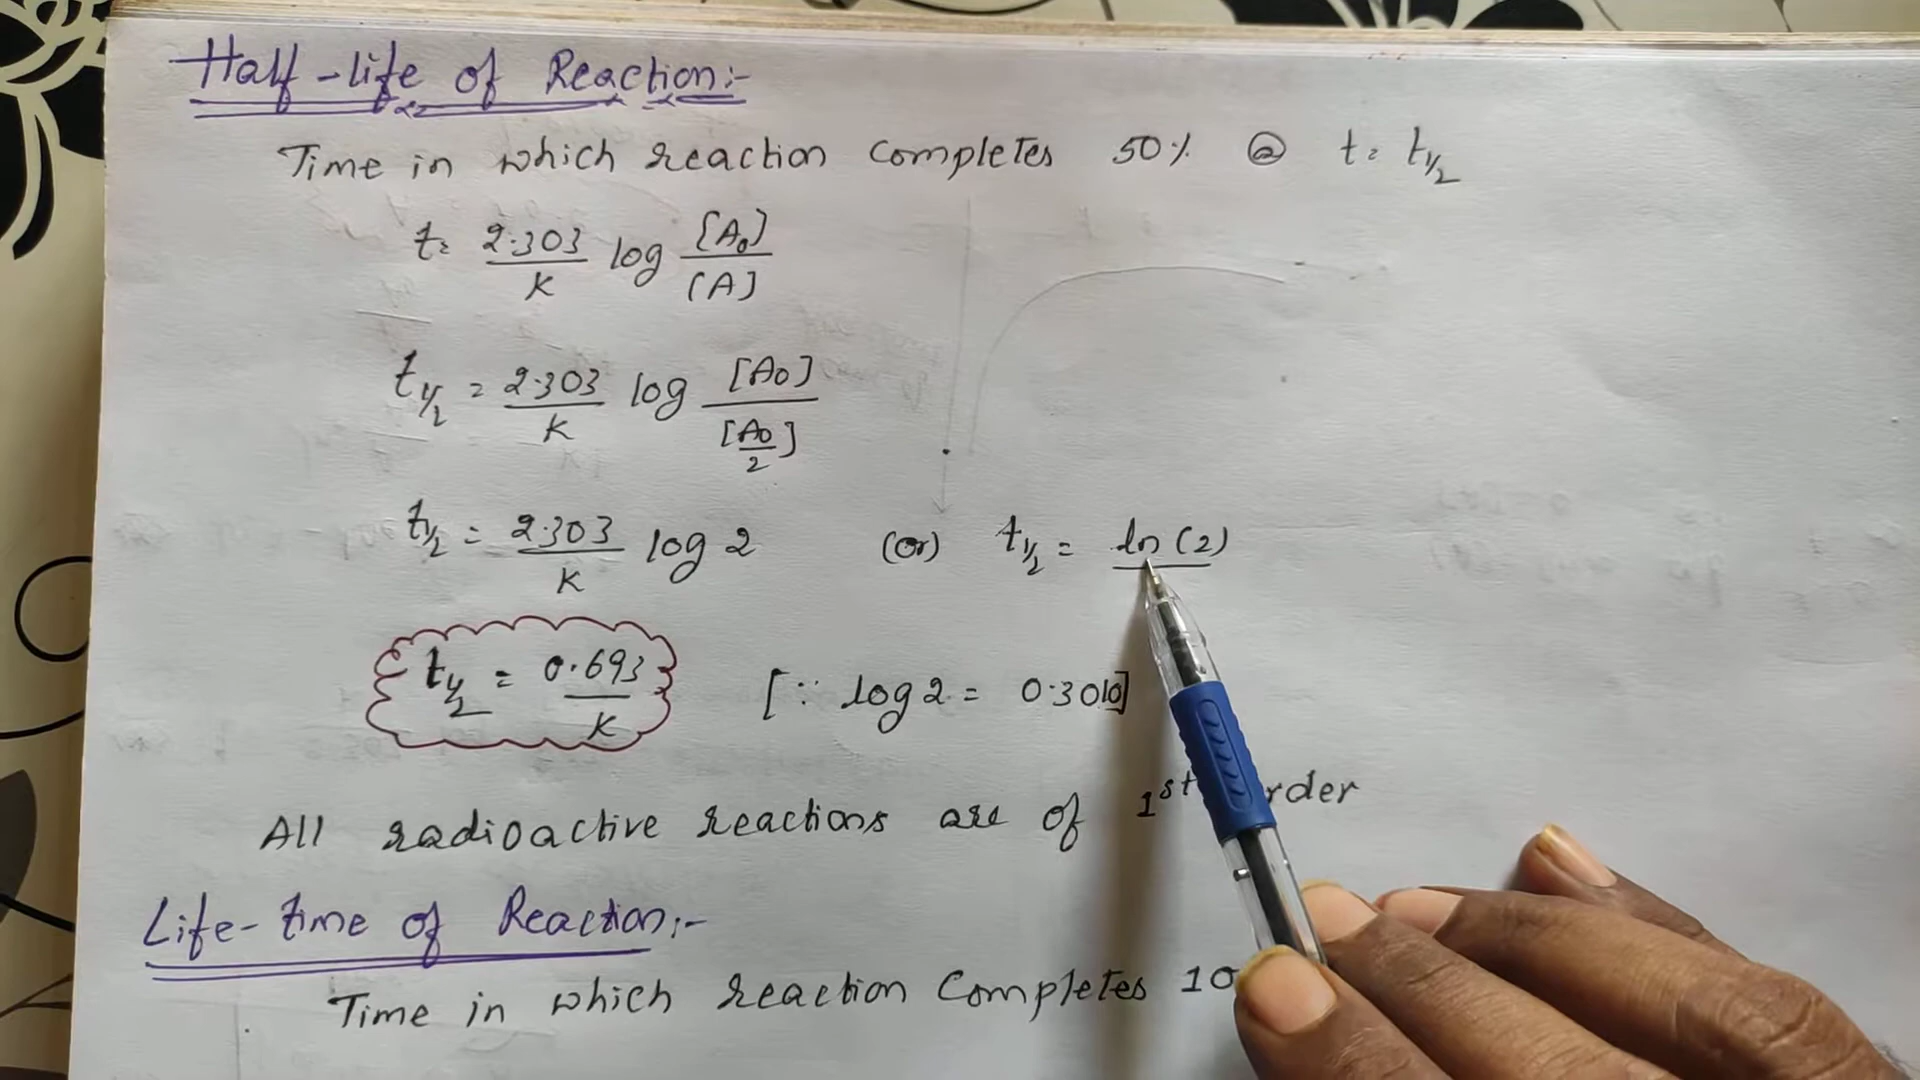 Half-life of Reaction:-
Time in which reaction completes 50% @ t = t1/2
t = 2.303/K log [A0]/[A]
t1/2 = 2.303/K log [A0]/[A0/2]
t1/2 = 2.303/K log 2 (or) t1/2 = ln(2)
t1/2 = 0.693/K [∵ log 2 = 0.3010]
All radioactive reactions are of 1st rder
Life-time of Reaction:-
Time in which reaction Completes 10